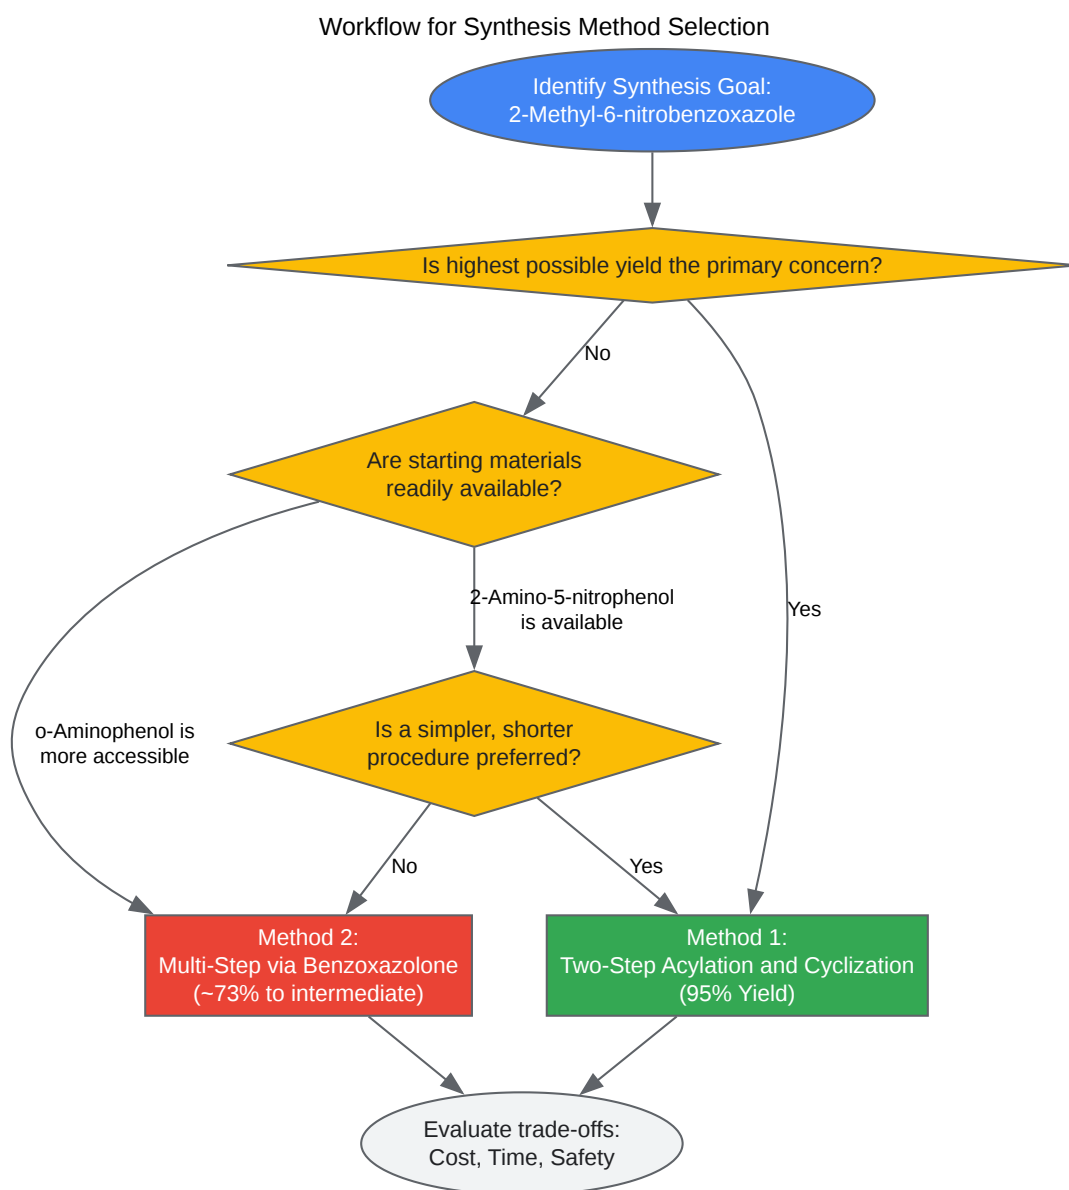 Workflow for Synthesis Method Selection
Identify Synthesis Goal:
2-Methyl-6-nitrobenzoxazole
Is highest possible yield the primary concern?
No
Are starting materials
readily available?
2-Amino-5-nitrophenol
is available
Yes
o-Aminophenol is
more accessible
Is a simpler, shorter
procedure preferred?
No
Yes
Method 2:
Multi-Step via Benzoxazolone
(~73% to intermediate)
Method 1:
Two-Step Acylation and Cyclization
(95% Yield)
Evaluate trade-offs:
Cost, Time, Safety